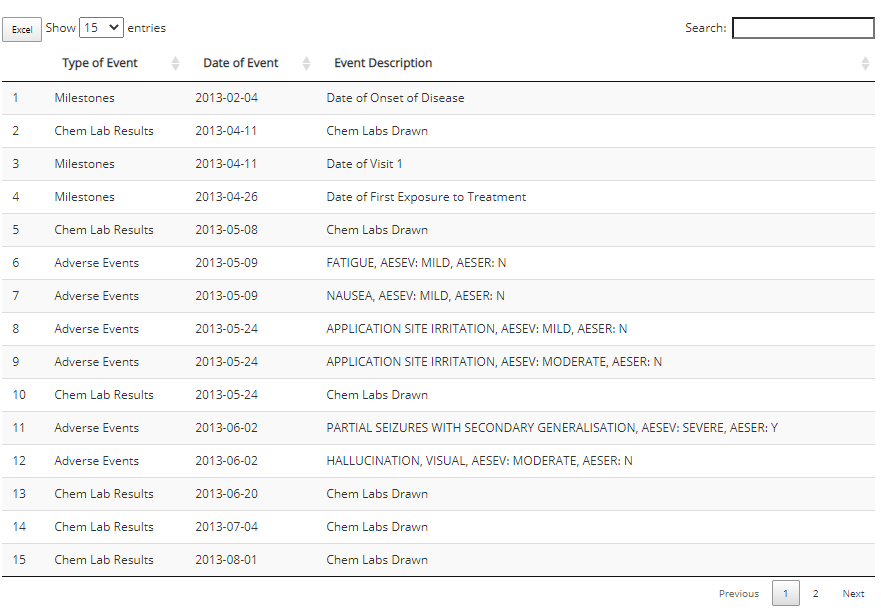 Excel Show 15 entries Search:
Type of Event Date of Event Event Description
1 Milestones 2013-02-04 Date of Onset of Disease
2 Chem Lab Results 2013-04-11 Chem Labs Drawn
3 Milestones 2013-04-11 Date of Visit 1
4 Milestones 2013-04-26 Date of First Exposure to Treatment
5 Chem Lab Results 2013-05-08 Chem Labs Drawn
6 Adverse Events 2013-05-09 FATIGUE, AESEV: MILD, AESER: N
7 Adverse Events 2013-05-09 NAUSEA, AESEV: MILD, AESER: N
8 Adverse Events 2013-05-24 APPLICATION SITE IRRITATION, AESEV: MILD, AESER: N
9 Adverse Events 2013-05-24 APPLICATION SITE IRRITATION, AESEV: MODERATE, AESER: N
10 Chem Lab Results 2013-05-24 Chem Labs Drawn
11 Adverse Events 2013-06-02 PARTIAL SEIZURES WITH SECONDARY GENERALISATION, AESEV: SEVERE, AESER: Y
12 Adverse Events 2013-06-02 HALLUCINATION, VISUAL, AESEV: MODERATE, AESER: N
13 Chem Lab Results 2013-06-20 Chem Labs Drawn
14 Chem Lab Results 2013-07-04 Chem Labs Drawn
15 Chem Lab Results 2013-08-01 Chem Labs Drawn
Previous 1 2 Next